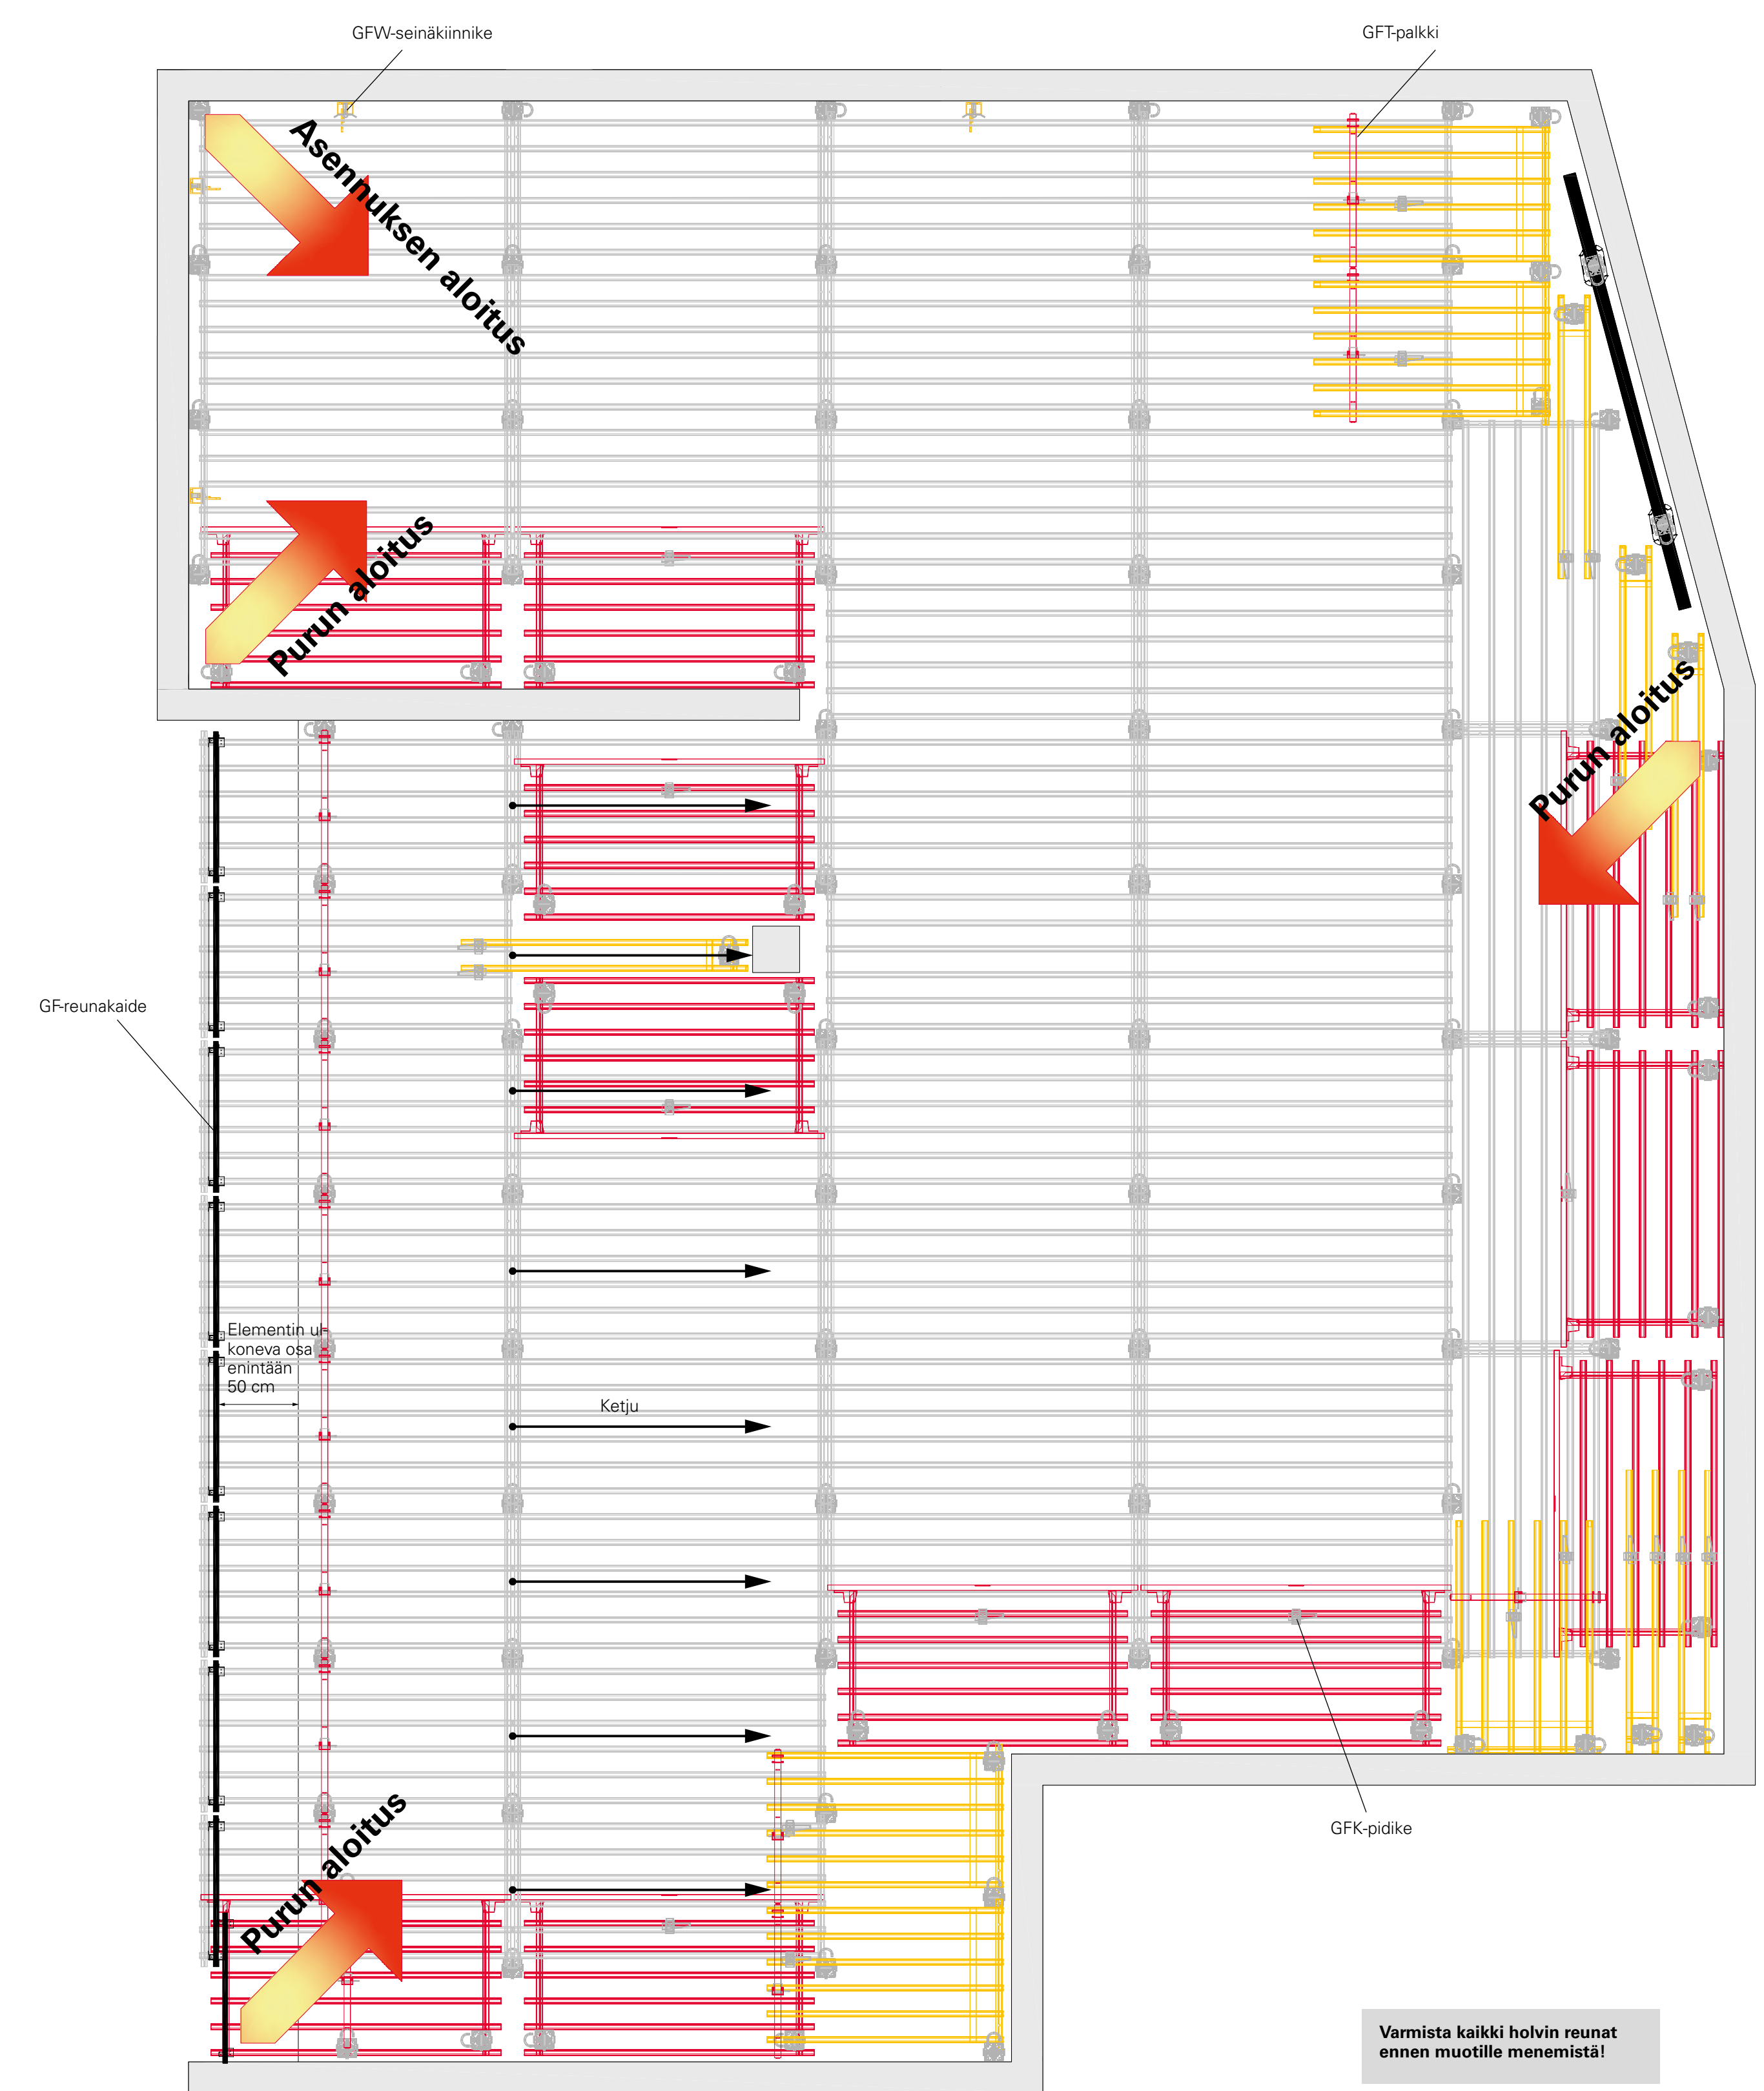 GFW-seinäkiinnike
GFT-palkki
Asennuksen aloitus
Purun aloitus
Purun aloitus
GF-reunakaide
Elementin ul-
koneva osa
enintään
50 cm
Ketju
Purun aloitus
GFK-pidike
Varmista kaikki holvin reunat
ennen muotille menemistä!